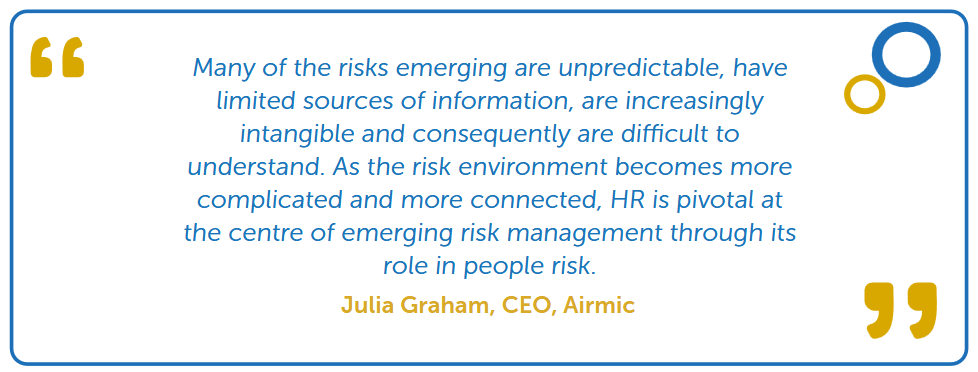 Many of the risks emerging are unpredictable, have
limited sources of information, are increasingly
intangible and consequently are difficult to
understand. As the risk environment becomes more
complicated and more connected, HR is pivotal at
the centre of emerging risk management through its
role in people risk.
Julia Graham, CEO, Airmic